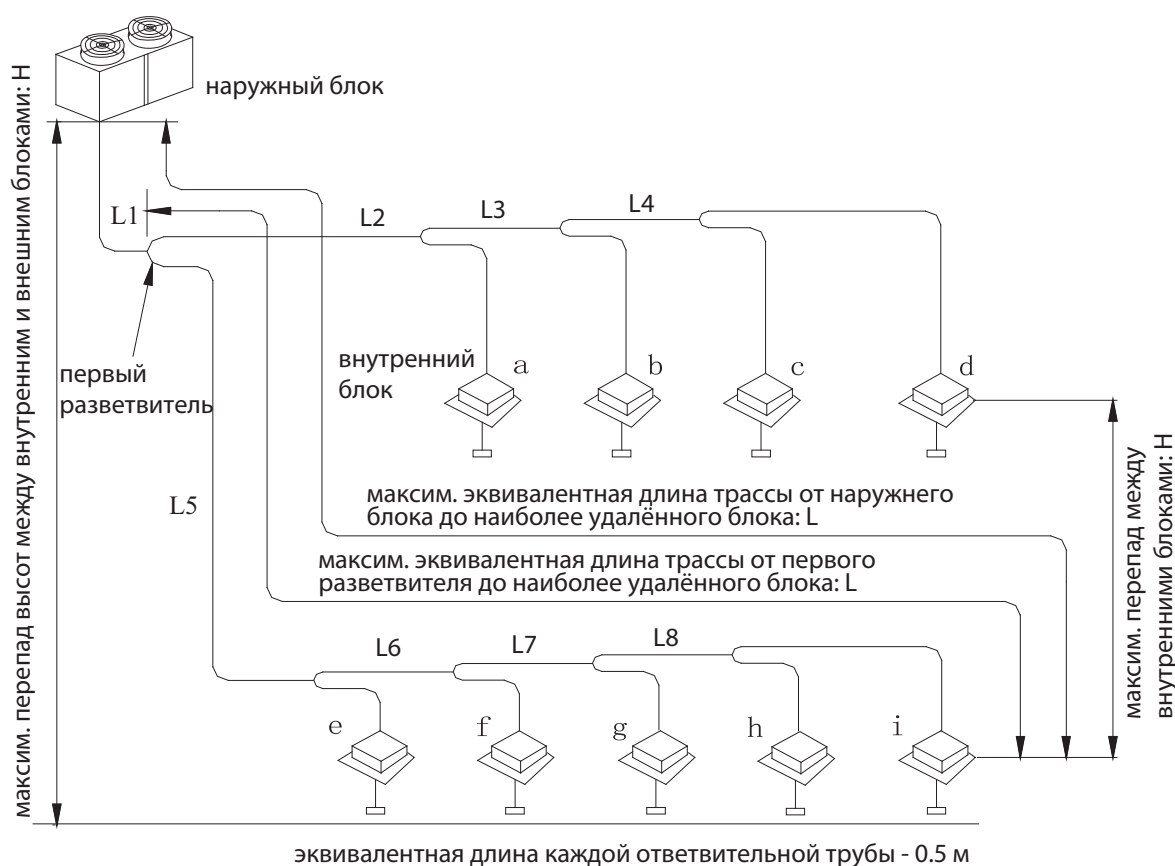 наружный блок
максим. перепад высот между внутренним и внешним блоками: H
L1
L2
L3
L4
первый
разветвитель
внутренний
блок
a
b
c
d
L5
максим. эквивалентная длина трассы от наружнего
блока до наиболее удалённого блока: L
максим. эквивалентная длина трассы от первого
разветвителя до наиболее удалённого блока: L
максим. перепад между
внутренними блоками: H
L6
L7
L8
e
f
g
h
i
эквивалентная длина каждой ответвительной трубы - 0.5 м